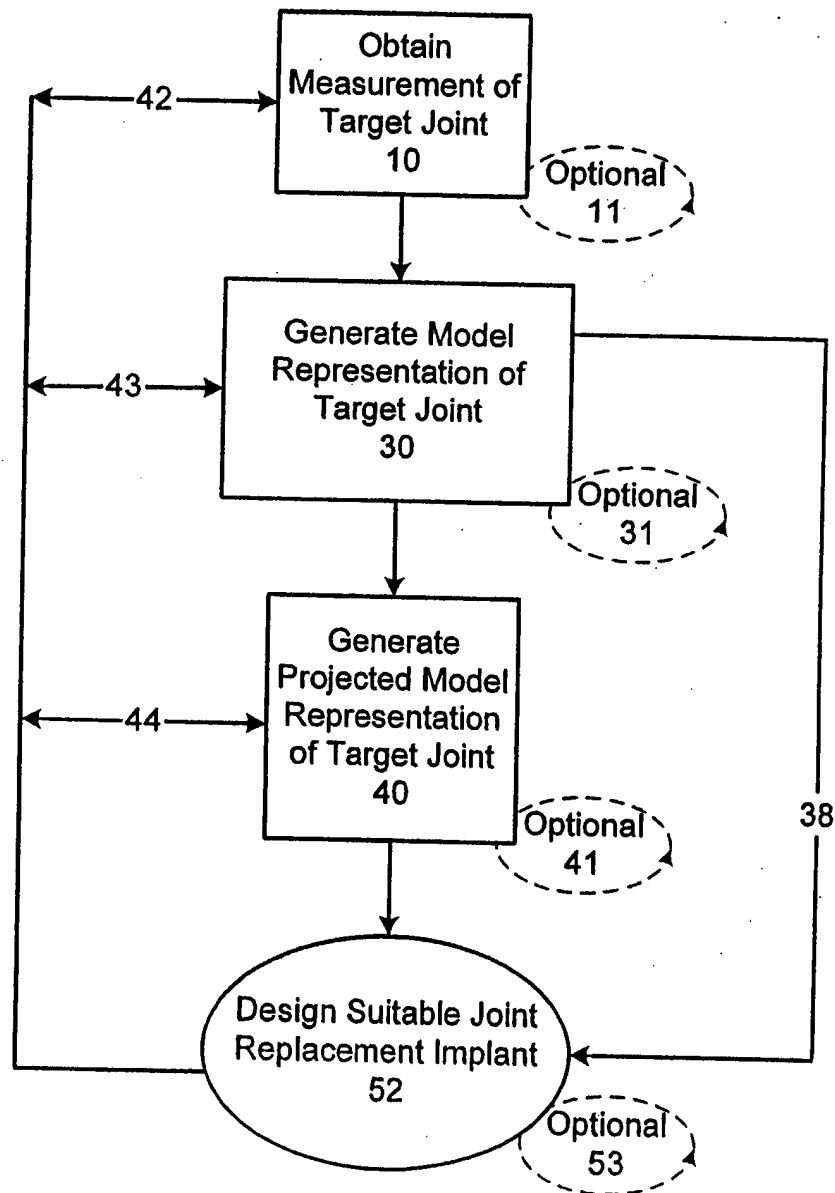 Obtain
Measurement of
Target Joint
10
42
Optional
11
Generate Model
Representation of
Target Joint
30
43
Optional
31
Generate
Projected Model
Representation
of Target Joint
40
44
38
Optional
41
Design Suitable Joint
Replacement Implant
52
Optional
53